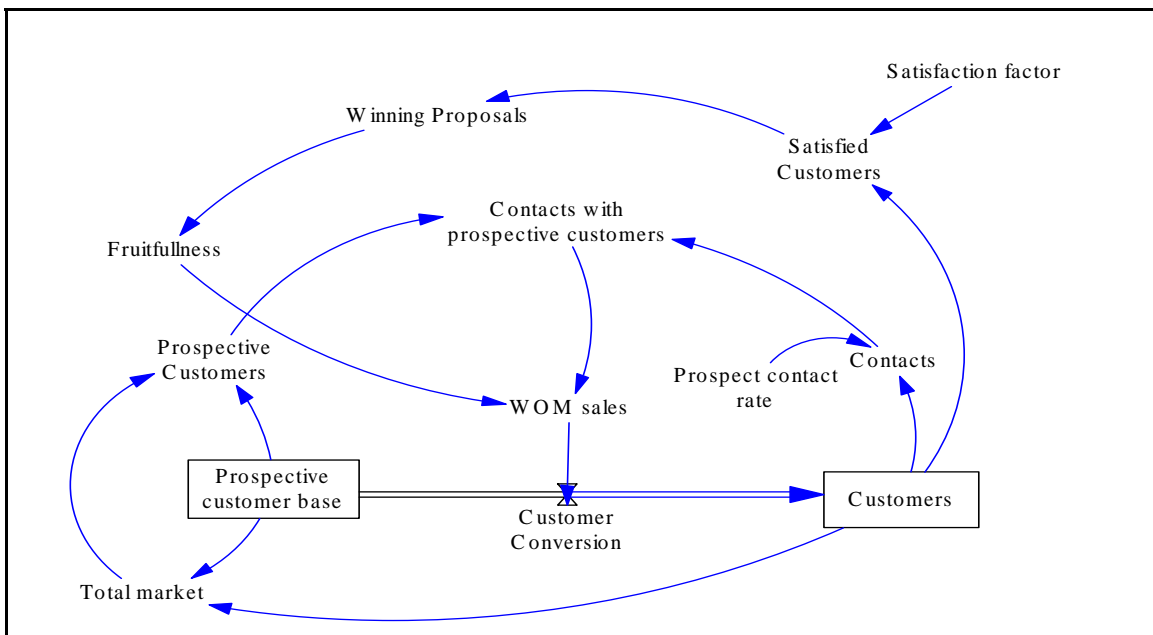 Satisfaction factor
Winning Proposals
Satisfied
Customers
Contacts with
prospective customers
Fruitfullness
Prospective
Customers
Prospect contact
rate
Contacts
WOM sales
Prospective
customer base
Customer
Conversion
Customers
Total market